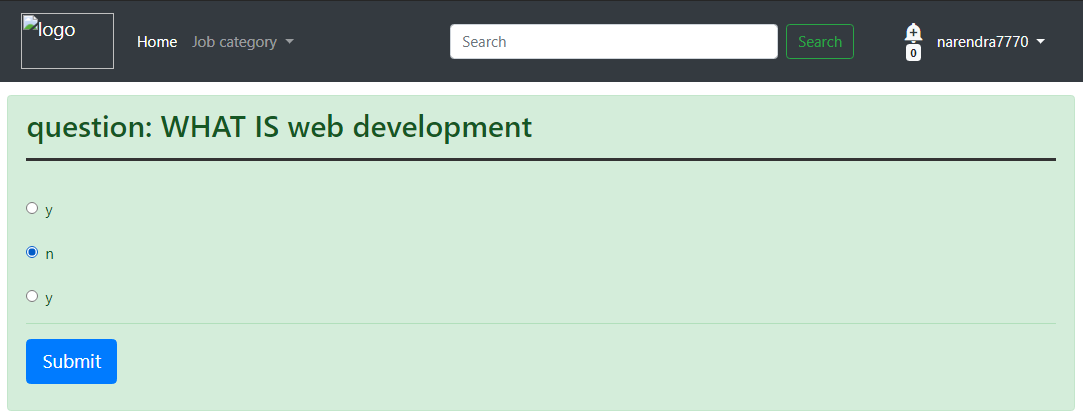 logo Home Job category Search Search 0 narendra7770
question: WHAT IS web development
y
n
y
Submit